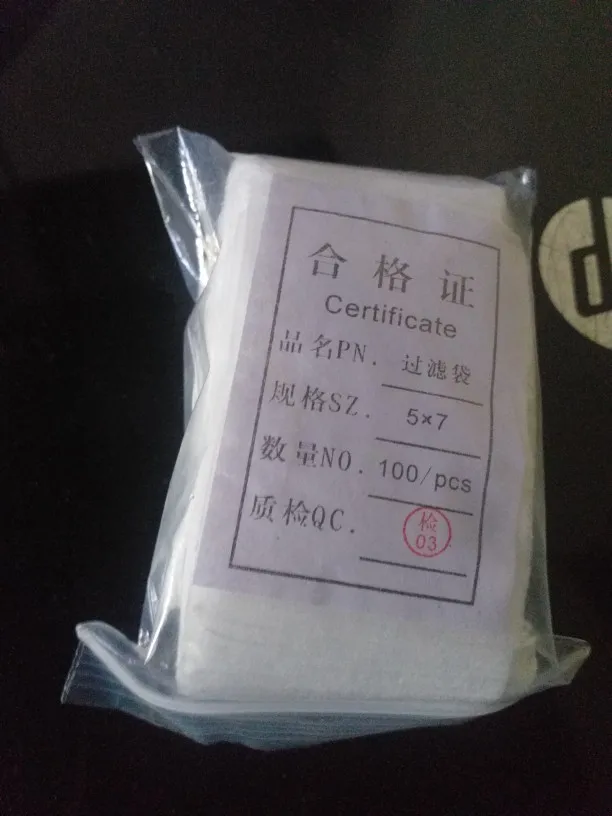 合格证
Certificate
品名PN. 过滤袋
规格SZ. 5×7
数量NO. 100/pcs
质检QC. 检
03